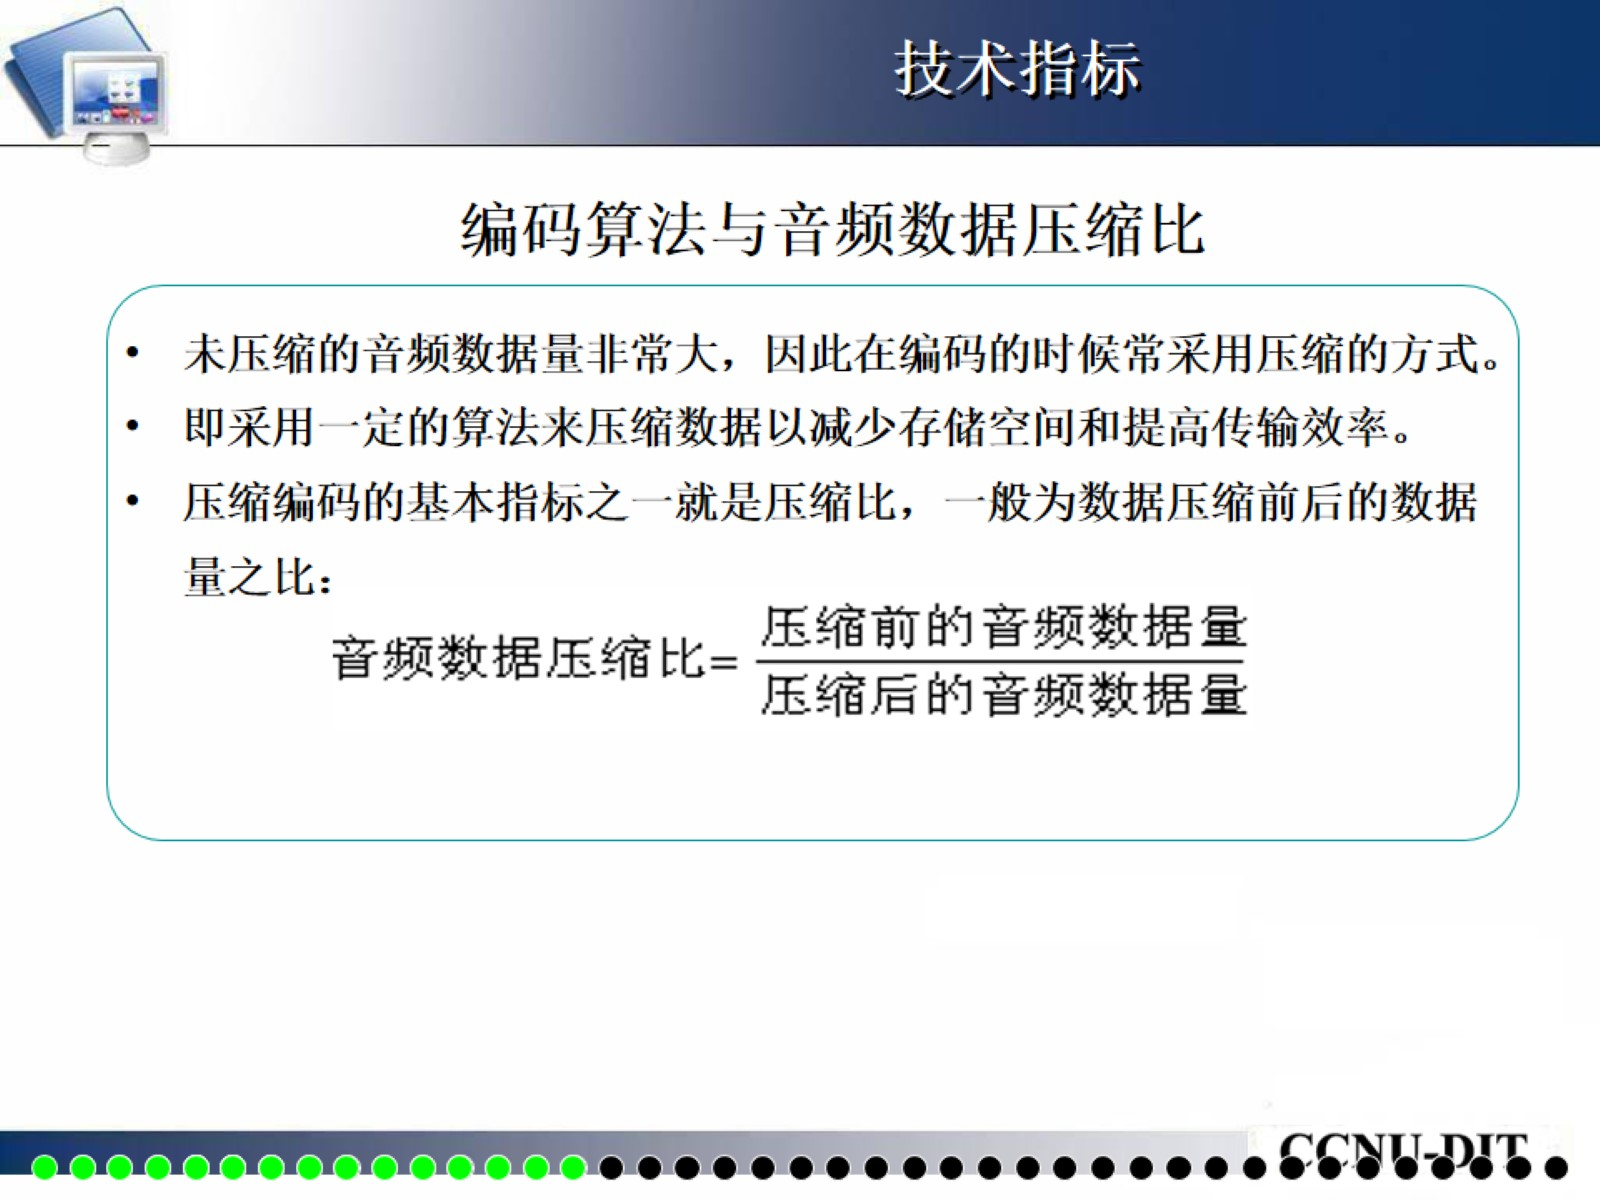 技术指标
编码算法与音频数据压缩比
• 未压缩的音频数据量非常大，因此在编码的时候常采用压缩的方式。
• 即采用一定的算法来压缩数据以减少存储空间和提高传输效率。
• 压缩编码的基本指标之一就是压缩比，一般为数据压缩前后的数据
量之比：
压缩前的音频数据量
音频数据压缩比=
压缩后的音频数据量
CCNU-DIT